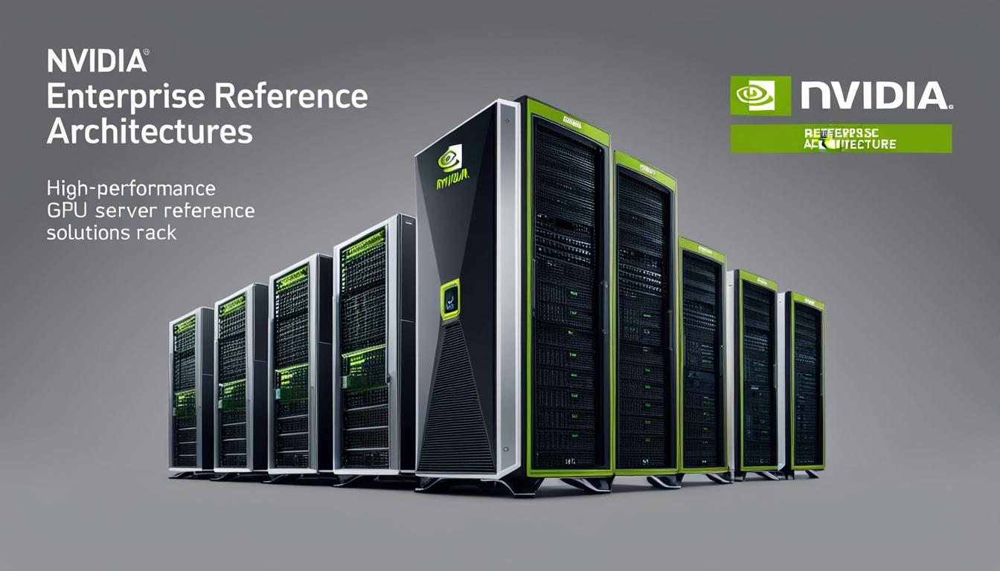 NVIDIA®
Enterprise Reference
Architectures
High-performance
GPU server reference
solutions rack
NVIDIA.